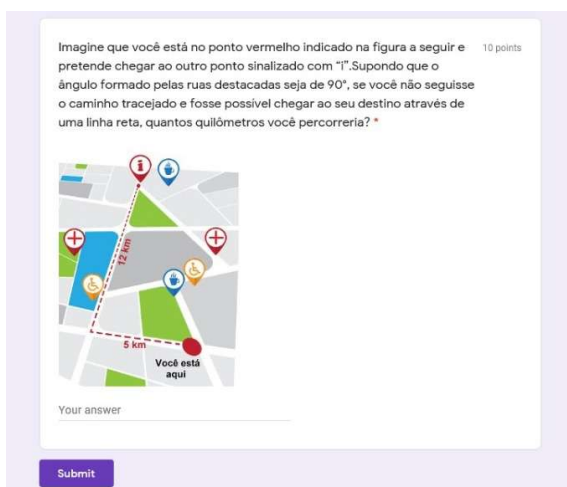 Imagine que você está no ponto vermelho indicado na figura a seguir e
10 points
pretende chegar ao outro ponto sinalizado com "i".Supondo que o
ângulo formado pelas ruas destacadas seja de 90°, se você não seguisse
o caminho tracejado e fosse possível chegar ao seu destino através de
uma linha reta, quantos quilômetros você percorreria? *
i
12 km
5 km
Você está
aqui
Your answer
Submit